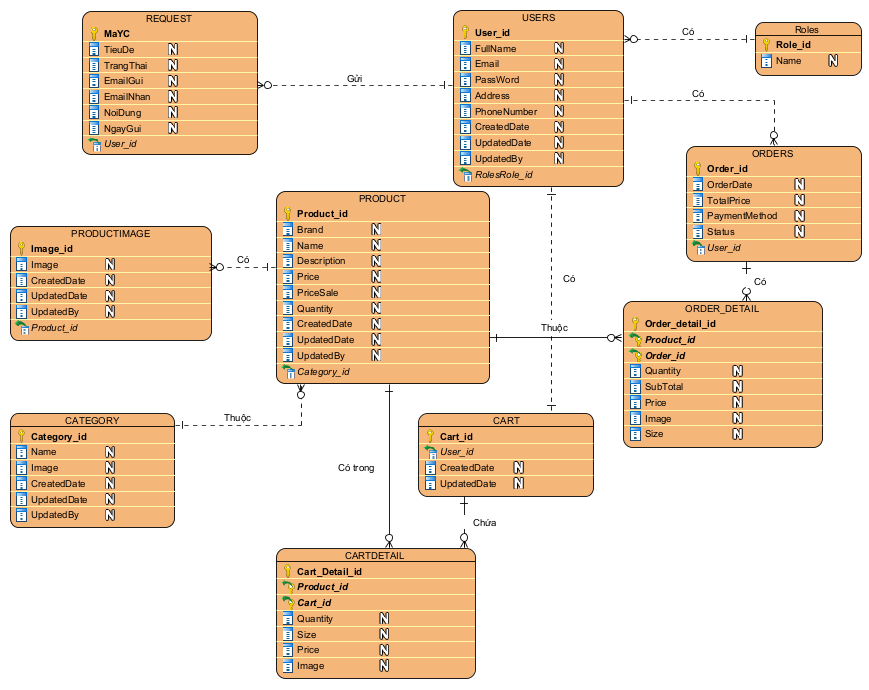 REQUEST
MaYC
TieuDe N
TrangThai N
EmailGui N
EmailNhan N
NoiDung N
NgayGui N
User_id
Gửi
USERS
User_id
FullName N
Email N
PassWord N
Address N
PhoneNumber N
CreatedDate N
UpdatedDate N
UpdatedBy N
RolesRole_id
Có
Roles
Role_id
Name N
Có
ORDERS
Order_id
OrderDate N
TotalPrice N
PaymentMethod N
Status N
User_id
Có
PRODUCT
Product_id
Brand N
Name N
Description N
Price N
PriceSale N
Quantity N
CreatedDate N
UpdatedDate N
UpdatedBy N
Category_id
PRODUCTIMAGE
Image_id
Image N
CreatedDate N
UpdatedDate N
UpdatedBy N
Product_id
Có
Có
Thuộc
ORDER_DETAIL
Order_detail_id
Product_id
Order_id
Quantity N
SubTotal N
Price N
Image N
Size N
CATEGORY
Category_id
Name N
Image N
CreatedDate N
UpdatedDate N
UpdatedBy N
Thuộc
Có trong
CART
Cart_id
User_id
CreatedDate N
UpdatedDate N
Chứa
CARTDETAIL
Cart_Detail_id
Product_id
Cart_id
Quantity N
Size N
Price N
Image N